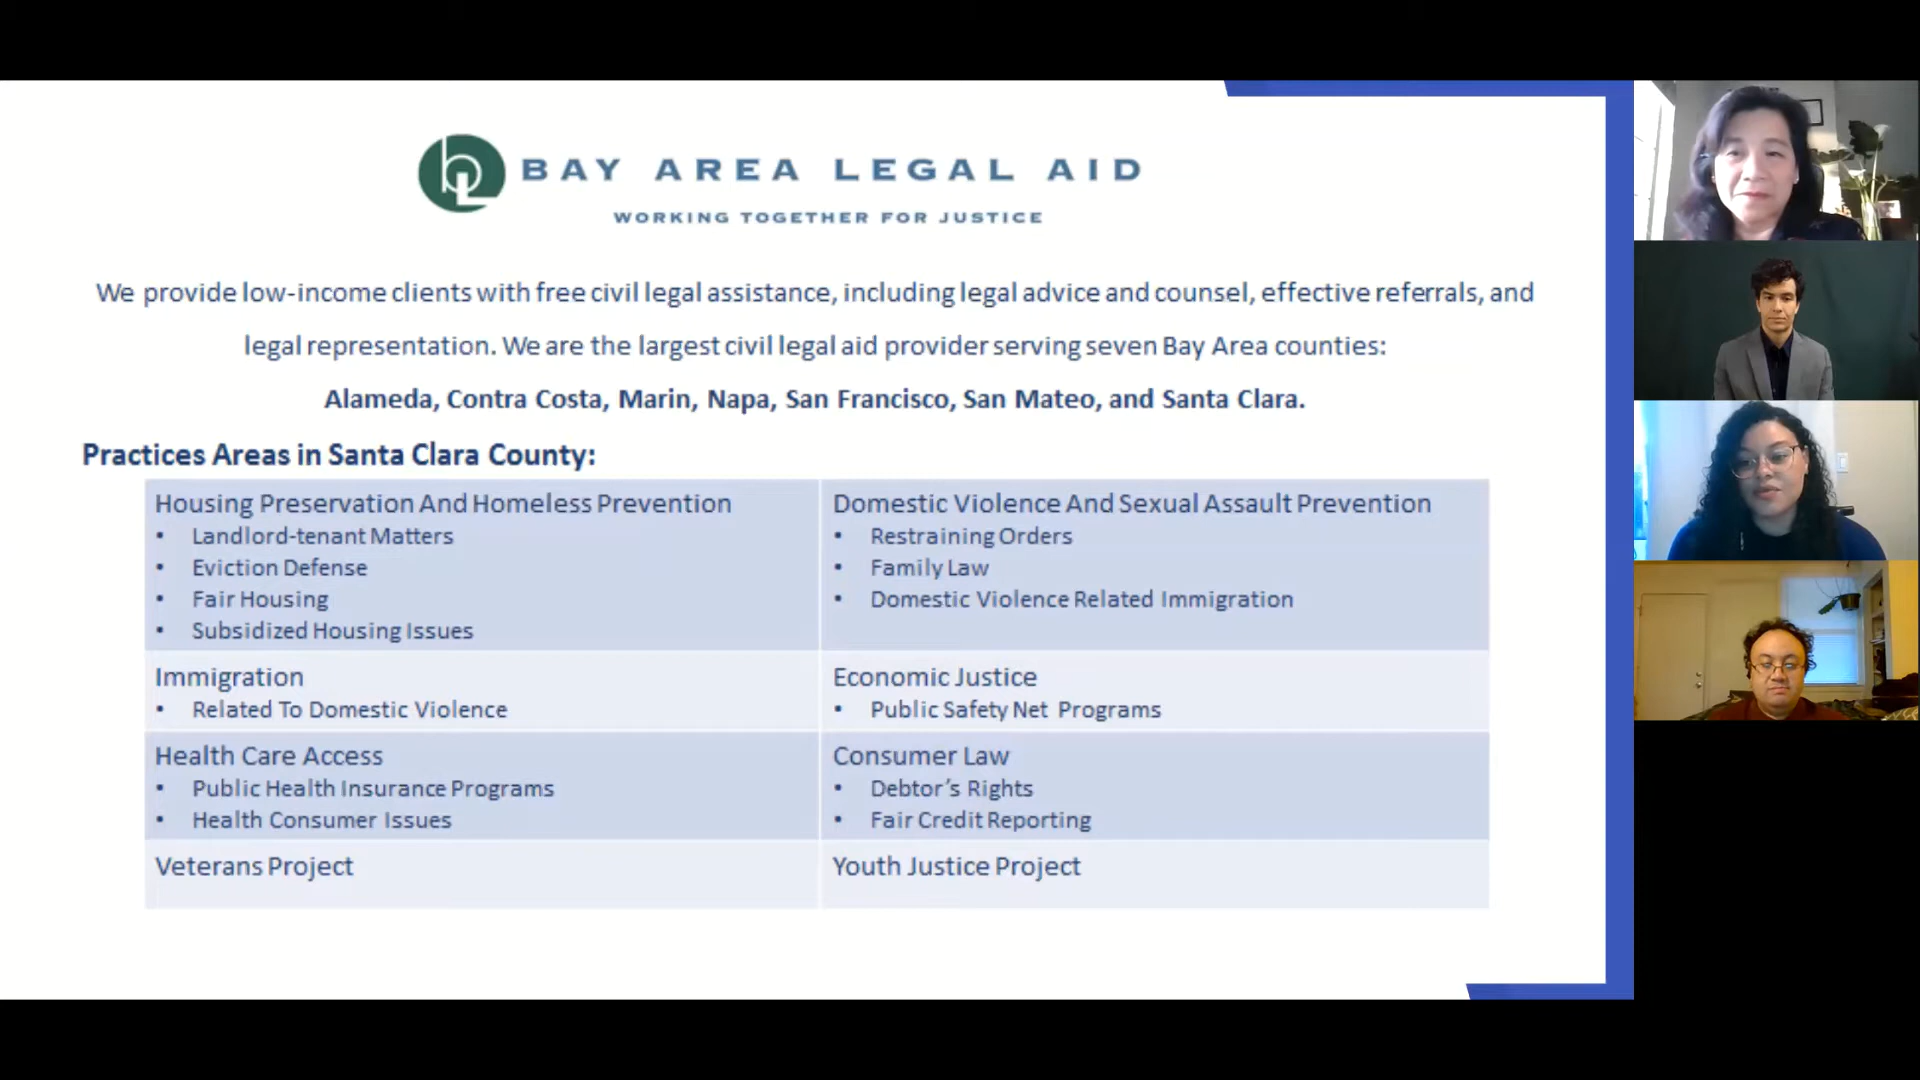 BAY AREA LEGAL AID
WORKING TOGETHER FOR JUSTICE
We provide low-income clients with free civil legal assistance, including legal advice and counsel, effective referrals, and
legal representation. We are the largest civil legal aid provider serving seven Bay Area counties:
Alameda, Contra Costa, Marin, Napa, San Francisco, San Mateo, and Santa Clara.
Practices Areas in Santa Clara County:
Housing Preservation And Homeless Prevention
• Landlord-tenant Matters
• Eviction Defense
• Fair Housing
• Subsidized Housing Issues
Domestic Violence And Sexual Assault Prevention
• Restraining Orders
• Family Law
• Domestic Violence Related Immigration
Immigration
• Related To Domestic Violence
Economic Justice
• Public Safety Net Programs
Health Care Access
• Public Health Insurance Programs
• Health Consumer Issues
Consumer Law
• Debtor’s Rights
• Fair Credit Reporting
Veterans Project
Youth Justice Project